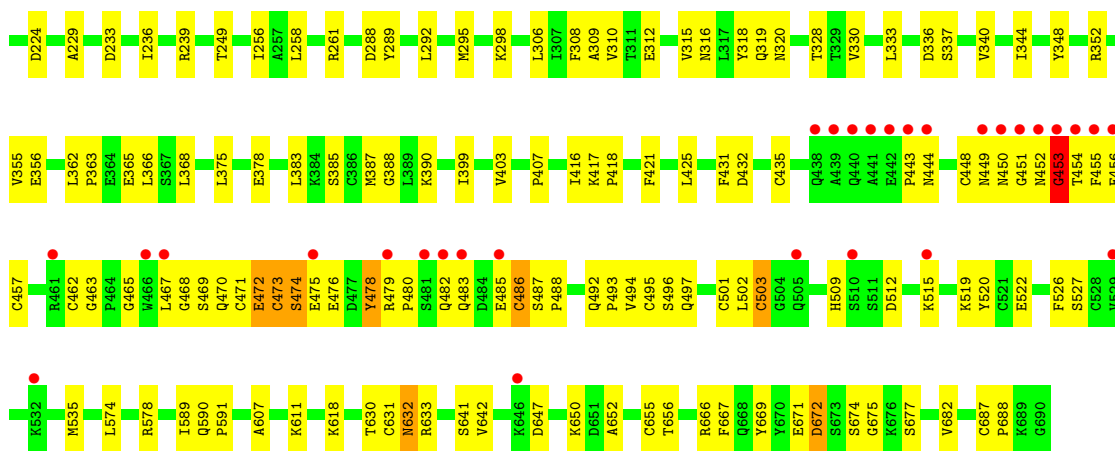 D224 A229 D233 I236 R239 T249 I256 A257 L258 R261 D288 Y289 L292 M295 K298 L306 I307 F308 A309 V310 T311 E312 V315 N316 L317 Y318 Q319 N320 T328 T329 V330 L333 D336 S337 V340 I344 Y348 R352
V355 E356 L362 P363 E364 E365 L366 S367 L368 L375 E378 L383 K384 S385 C386 M387 G388 L389 K390 I399 V403 P407 I416 K417 P418 F421 L425 F431 D432 C435 Q438 A439 Q440 A441 E442 P443 N444 C448 N449 N450 G451 N452 G453 T454 F455 E456
C457 R461 C462 G463 P464 G465 W466 L467 G468 S469 Q470 C471 E472 C473 S474 E475 E476 D477 Y478 R479 P480 S481 Q482 Q483 D484 E485 C486 S487 P488 Q492 P493 V494 C495 S496 Q497 C501 L502 C503 G504 Q505 H509 S510 S511 D512 K515 K519 Y520 C521 E522 F526 S527 C528 V529
K532 M535 L574 R578 I589 Q590 P591 A607 K611 K618 T630 C631 N632 R633 S641 V642 K646 D647 K650 D651 A652 C655 T656 R666 F667 Q668 Y669 Y670 E671 D672 S673 S674 G675 K676 S677 V682 C687 P688 K689 G690